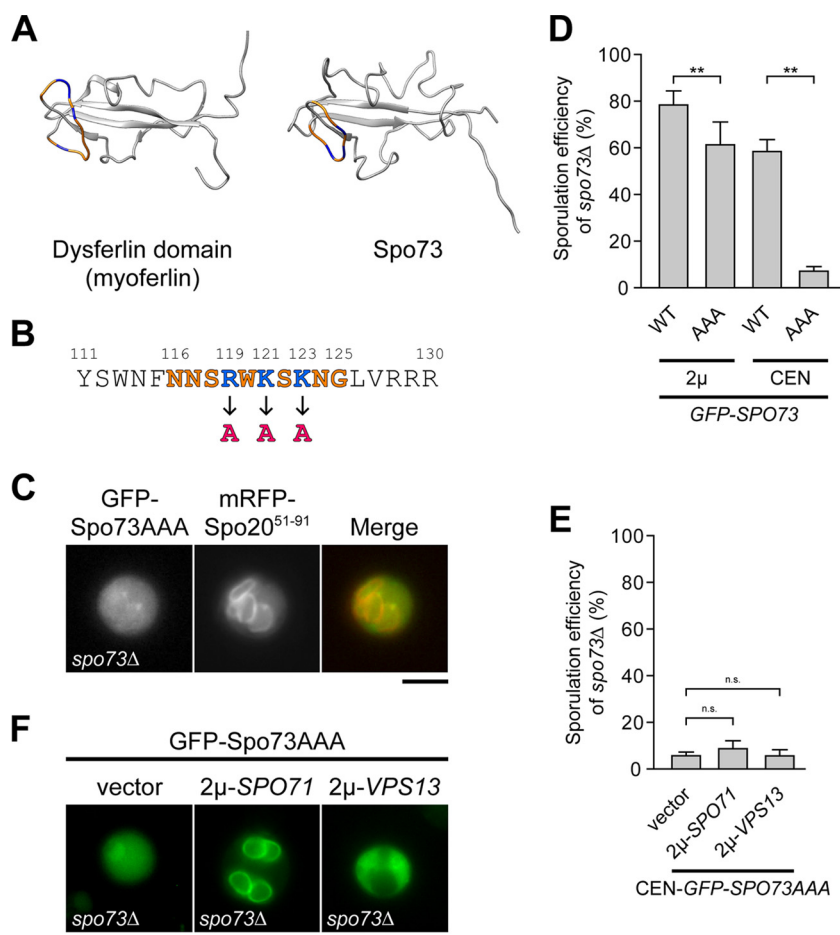 A
Dysferlin domain
(myoferlin)
Spo73
B
111 116 119 121 123 125 130
YSWNFNNSRWKSKNGLVRRR
A A A
C
GFP-
Spo73AAA
mRFP-
Spo20⁵¹⁻⁹¹
Merge
spo73Δ
F
GFP-Spo73AAA
vector 2µ-SPO71 2µ-VPS13
spo73Δ spo73Δ spo73Δ
D
Sporulation efficiency
of spo73Δ (%)
100
80
60
40
20
0
** **
WT AAA WT AAA
2µ CEN
GFP-SPO73
E
Sporulation efficiency
of spo73Δ (%)
100
80
60
40
20
0
n.s.
n.s.
vector 2µ-SPO71 2µ-VPS13
CEN-GFP-SPO73AAA